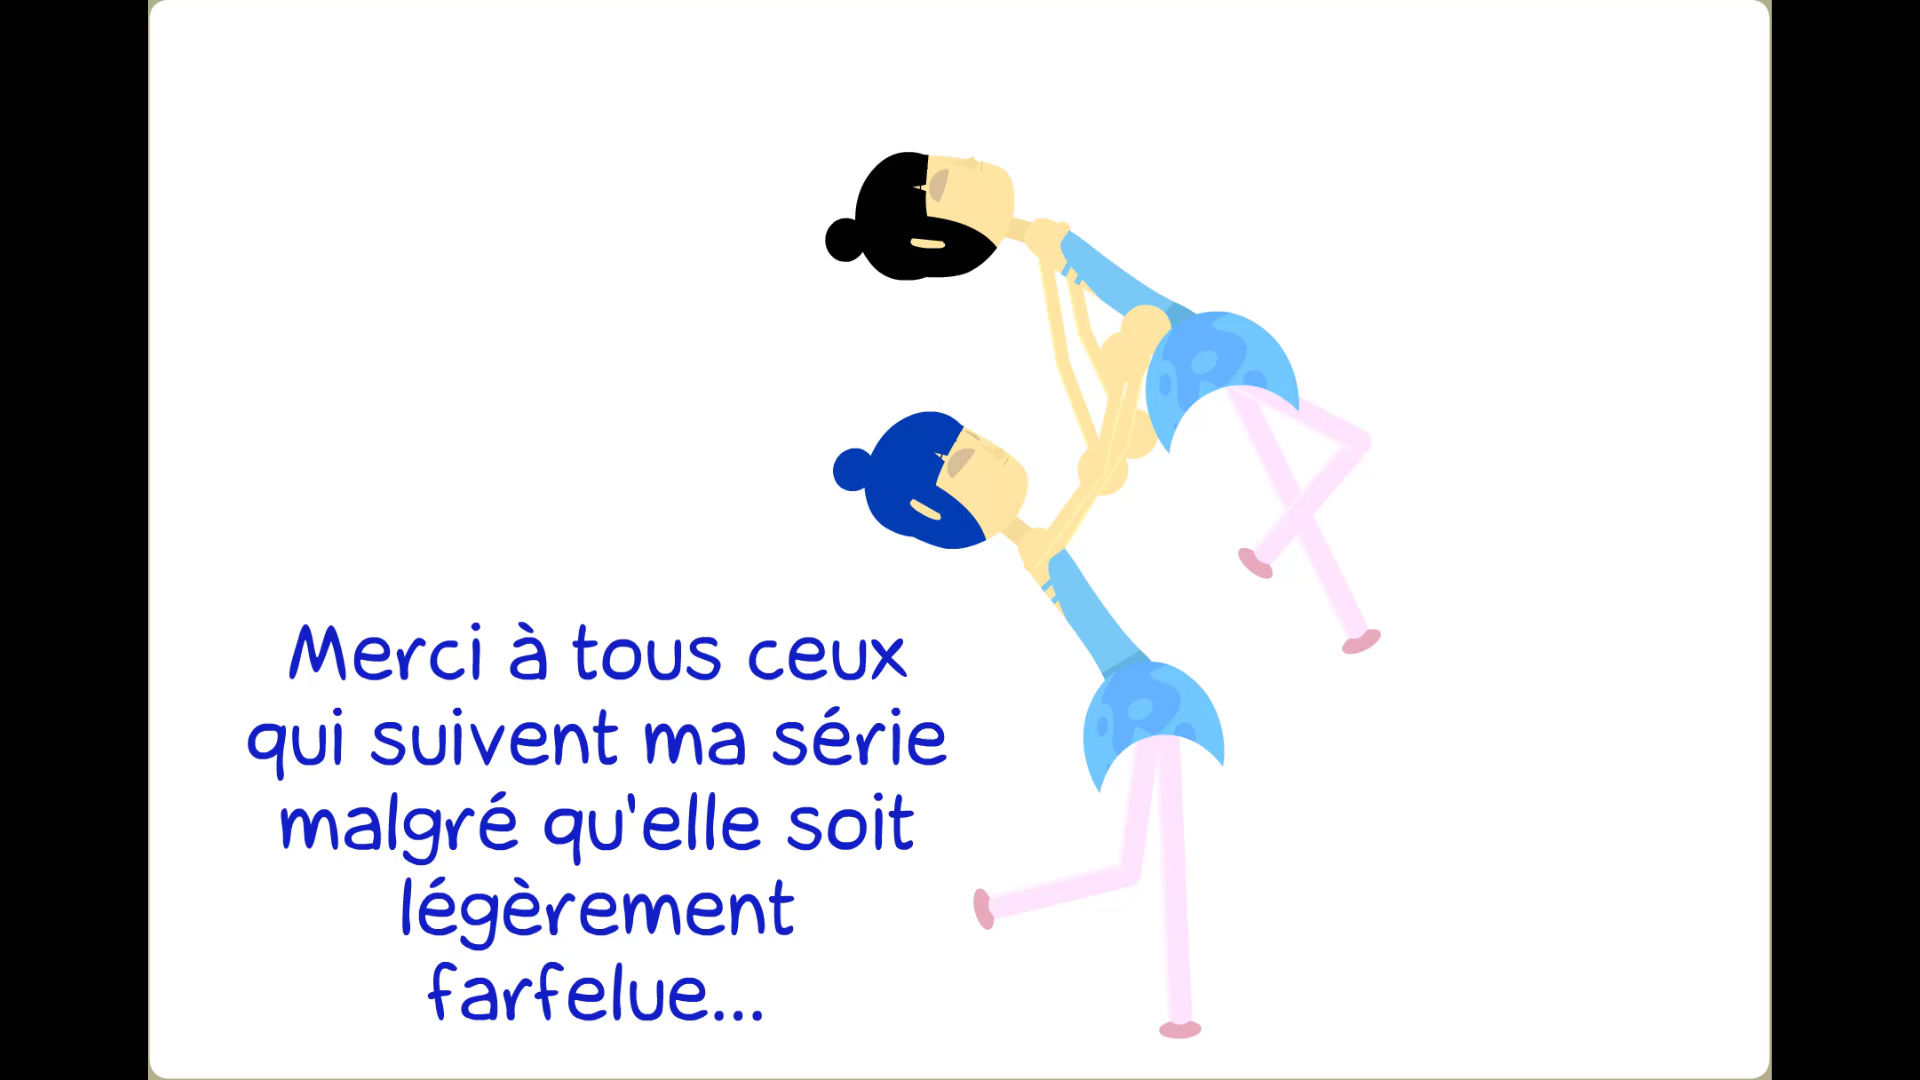 Merci à tous ceux
qui suivent ma série
malgré qu'elle soit
légèrement
farfelue...